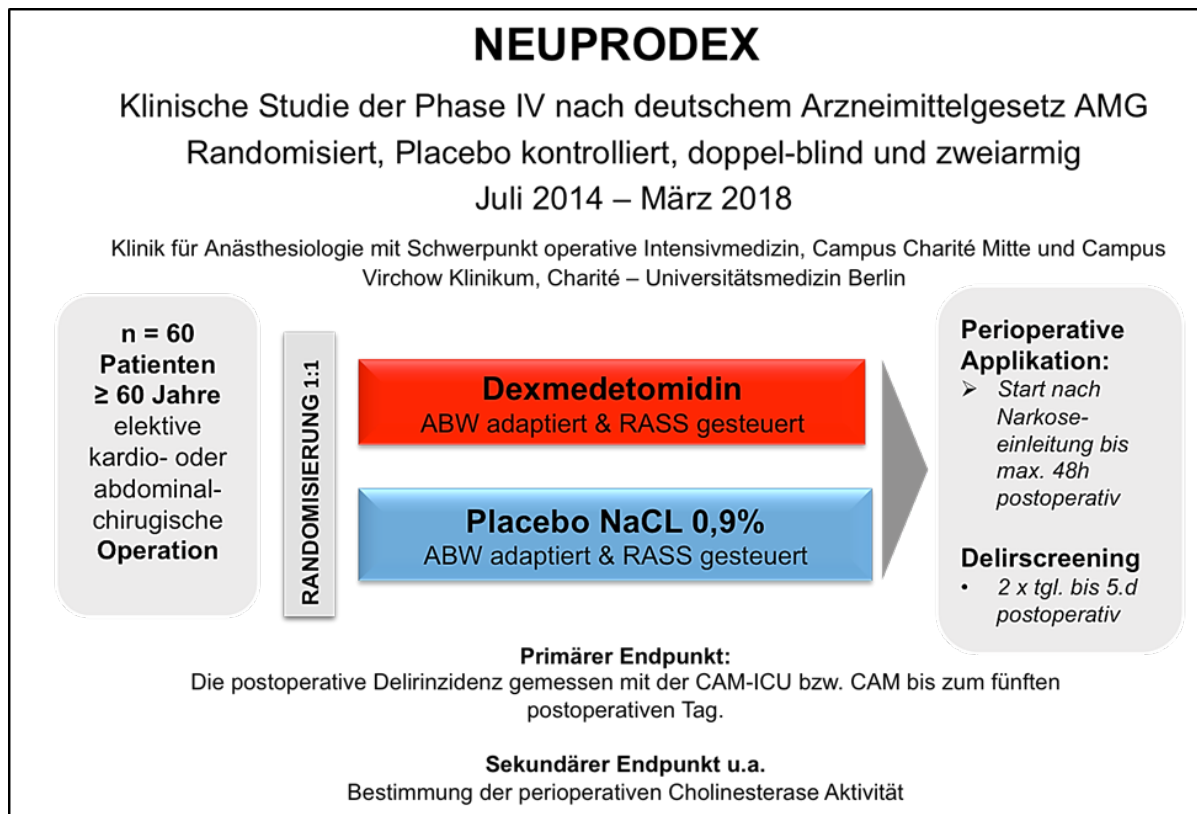 NEUPRODEX
Klinische Studie der Phase IV nach deutschem Arzneimittelgesetz AMG
Randomisiert, Placebo kontrolliert, doppel-blind und zweiarmig
Juli 2014 – März 2018
Klinik für Anästhesiologie mit Schwerpunkt operative Intensivmedizin, Campus Charité Mitte und Campus
Virchow Klinikum, Charité – Universitätsmedizin Berlin
n = 60
Patienten
≥ 60 Jahre
elektive
kardio- oder
abdominal-
chirugische
Operation
RANDOMISIERUNG 1:1
Dexmedetomidin
ABW adaptiert & RASS gesteuert
Placebo NaCL 0,9%
ABW adaptiert & RASS gesteuert
Perioperative
Applikation:
➢ Start nach
Narkose-
einleitung bis
max. 48h
postoperativ
Delirscreening
• 2 x tgl. bis 5.d
postoperativ
Primärer Endpunkt:
Die postoperative Delirinzidenz gemessen mit der CAM-ICU bzw. CAM bis zum fünften
postoperativen Tag.
Sekundärer Endpunkt u.a.
Bestimmung der perioperativen Cholinesterase Aktivität